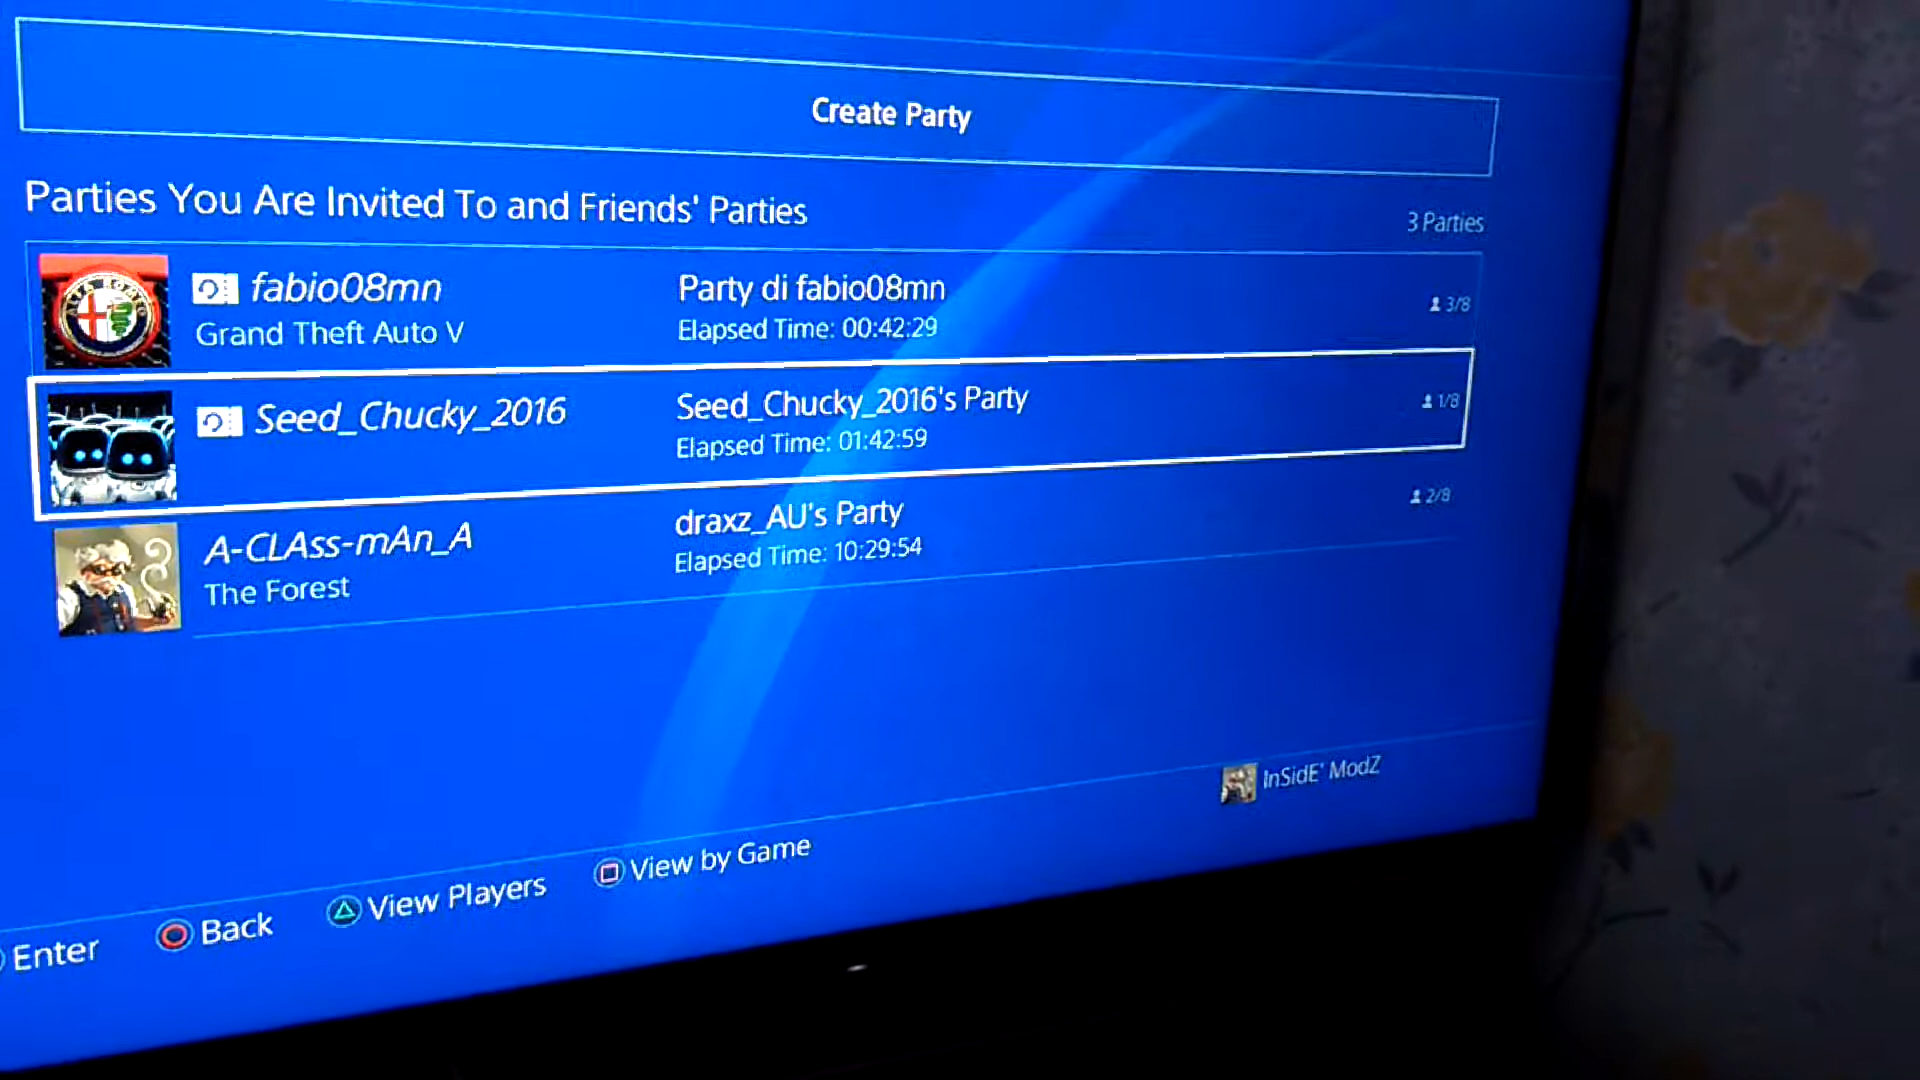 Create Party
Parties You Are Invited To and Friends' Parties
3 Parties
fabio08mn
Grand Theft Auto V
Party di fabio08mn
Elapsed Time: 00:42:29
3/8
Seed_Chucky_2016
Seed_Chucky_2016's Party
Elapsed Time: 01:42:59
1/8
A-CLAss-mAn_A
The Forest
draxz_AU's Party
Elapsed Time: 10:29:54
2/8
InSidE' ModZ
Enter
Back
View Players
View by Game